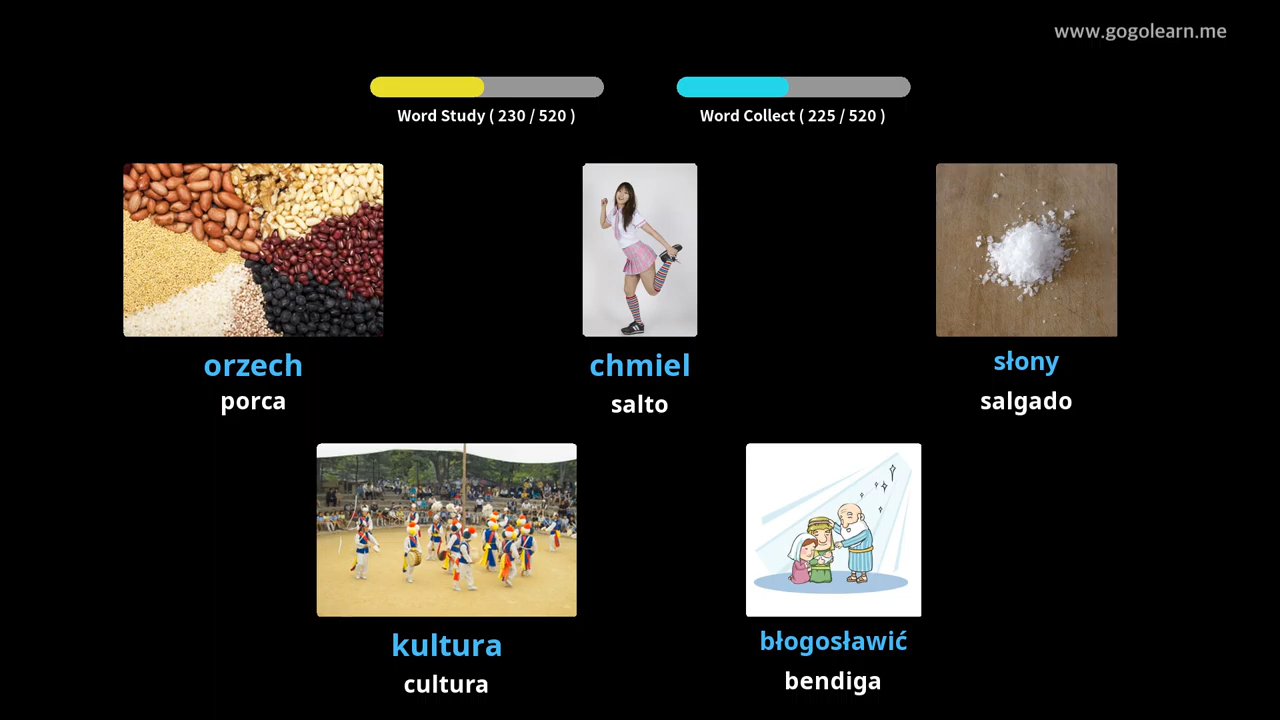 www.gogolearn.me
Word Study ( 230 / 520 )
Word Collect ( 225 / 520 )
orzech
porca
chmiel
salto
słony
salgado
kultura
cultura
błogosławić
bendiga